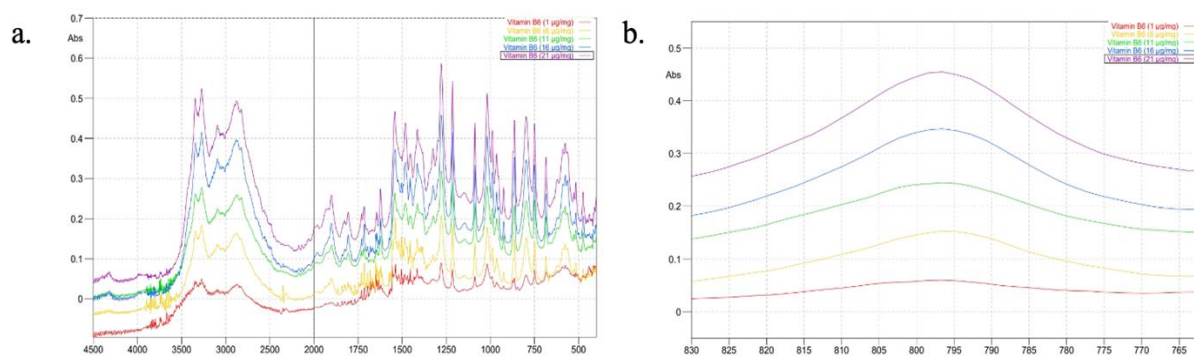 a.
0.7
Abs
0.6
0.5
0.4
0.3
0.2
0.1
0
4500 3500 3000 2500 2000 1500 1000 500
Vitamin B6 (1 µg/mg)
Vitamin B6 (6 µg/mg)
Vitamin B6 (11 µg/mg)
Vitamin B6 (16 µg/mg)
Vitamin B6 (21 µg/mg)
b.
0.5
Abs
0.4
0.3
0.2
0.1
0
830 825 820 815 810 805 800 795 790 785 780 775 770 765
Vitamin B6 (1 µg/mg)
Vitamin B6 (6 µg/mg)
Vitamin B6 (11 µg/mg)
Vitamin B6 (16 µg/mg)
Vitamin B6 (21 µg/mg)